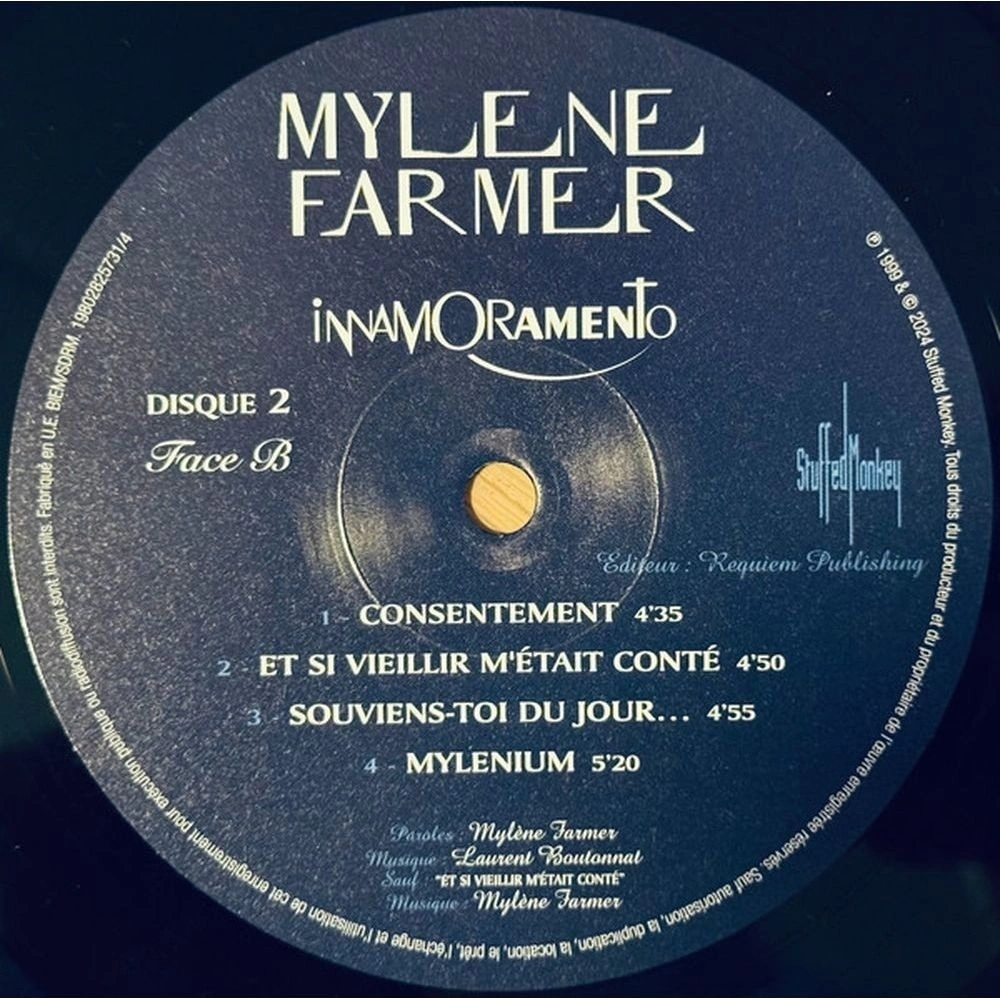 MYLENE
FARMER
iNNAMORAMENTO
DISQUE 2
Face B
StuffedMonkey
Editeur : Requiem Publishing
1 - CONSENTEMENT 4'35
2 - ET SI VIEILLIR M'ÉTAIT CONTÉ 4'50
3 - SOUVIENS-TOI DU JOUR... 4'55
4 - MYLENIUM 5'20
Paroles : Mylène Farmer
Musique : Laurent Boutonnat
Sauf : "ET SI VIEILLIR M'ÉTAIT CONTÉ"
Musique : Mylène Farmer
℗ 1999 & © 2024 Stuffed Monkey. Tous droits du producteur et du propriétaire de l'œuvre enregistrée réservés. Sauf autorisation, la duplication, la location, le prêt, l'échange et l'utilisation de cet enregistrement pour exécution publique ou radiodiffusion sont interdits. Fabriqué en U.E. BIEM/SDRM. 19802825731/4